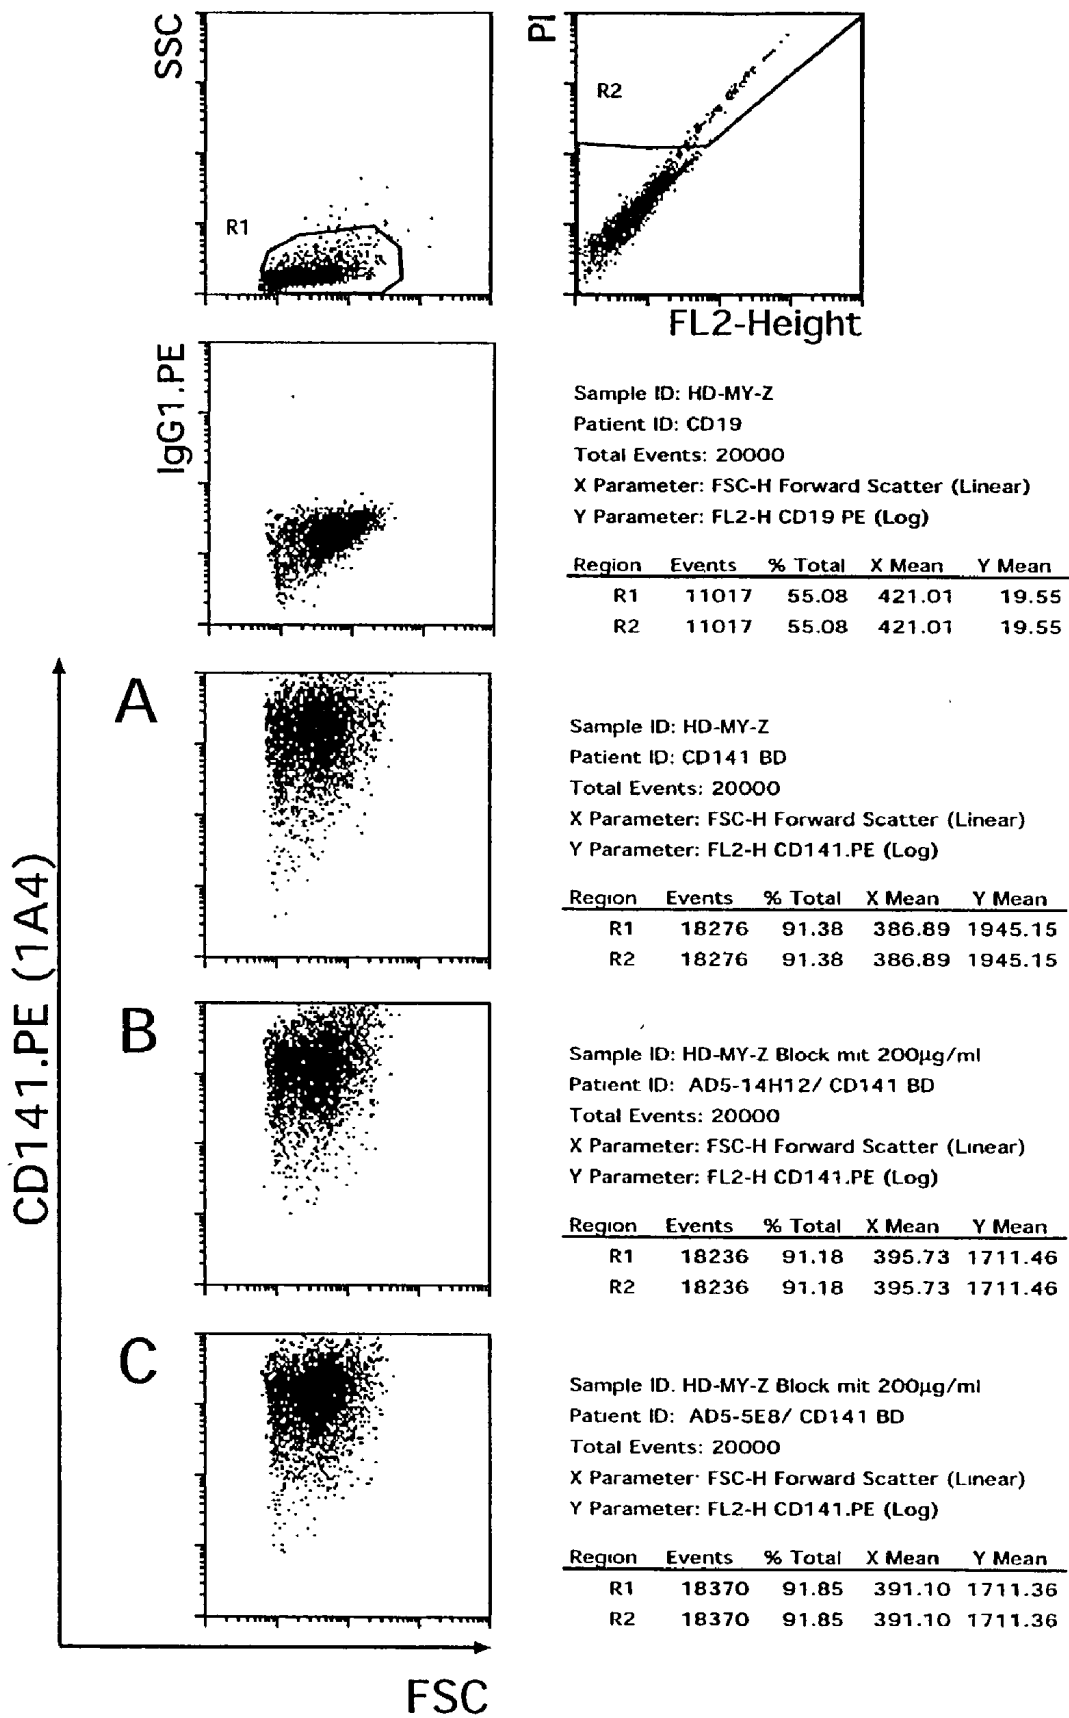 SSC
R1
PI
R2
FL2-Height
IgG1.PE
Sample ID: HD-MY-Z
Patient ID: CD19
Total Events: 20000
X Parameter: FSC-H Forward Scatter (Linear)
Y Parameter: FL2-H CD19 PE (Log)
Region Events % Total X Mean Y Mean
R1 11017 55.08 421.01 19.55
R2 11017 55.08 421.01 19.55
CD141.PE (1A4)
A
Sample ID: HD-MY-Z
Patient ID: CD141 BD
Total Events: 20000
X Parameter: FSC-H Forward Scatter (Linear)
Y Parameter: FL2-H CD141.PE (Log)
Region Events % Total X Mean Y Mean
R1 18276 91.38 386.89 1945.15
R2 18276 91.38 386.89 1945.15
B
Sample ID: HD-MY-Z Block mit 200µg/ml
Patient ID: AD5-14H12/ CD141 BD
Total Events: 20000
X Parameter: FSC-H Forward Scatter (Linear)
Y Parameter: FL2-H CD141.PE (Log)
Region Events % Total X Mean Y Mean
R1 18236 91.18 395.73 1711.46
R2 18236 91.18 395.73 1711.46
C
Sample ID. HD-MY-Z Block mit 200µg/ml
Patient ID: AD5-5E8/ CD141 BD
Total Events: 20000
X Parameter: FSC-H Forward Scatter (Linear)
Y Parameter: FL2-H CD141.PE (Log)
Region Events % Total X Mean Y Mean
R1 18370 91.85 391.10 1711.36
R2 18370 91.85 391.10 1711.36
FSC